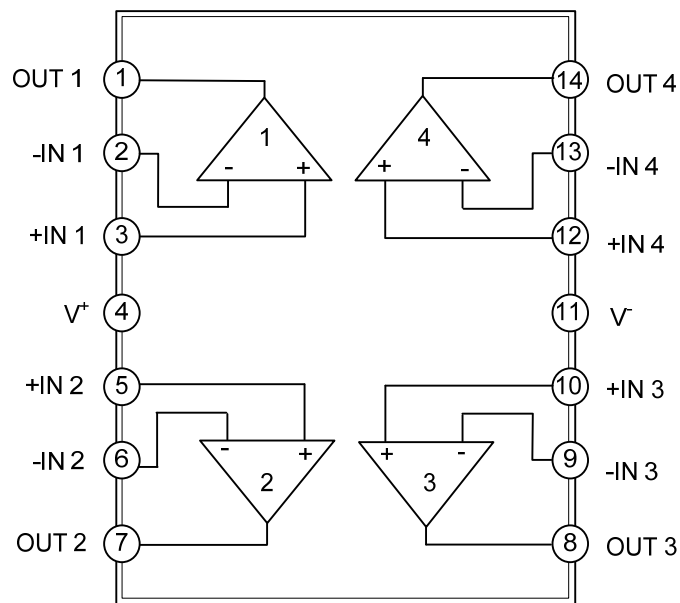 OUT 1 1 14 OUT 4
1 4
-IN 1 2 - + + - 13 -IN 4
+IN 1 3 12 +IN 4
V⁺ 4 11 V⁻
+IN 2 5 10 +IN 3
-IN 2 6 - + + - 9 -IN 3
2 3
OUT 2 7 8 OUT 3